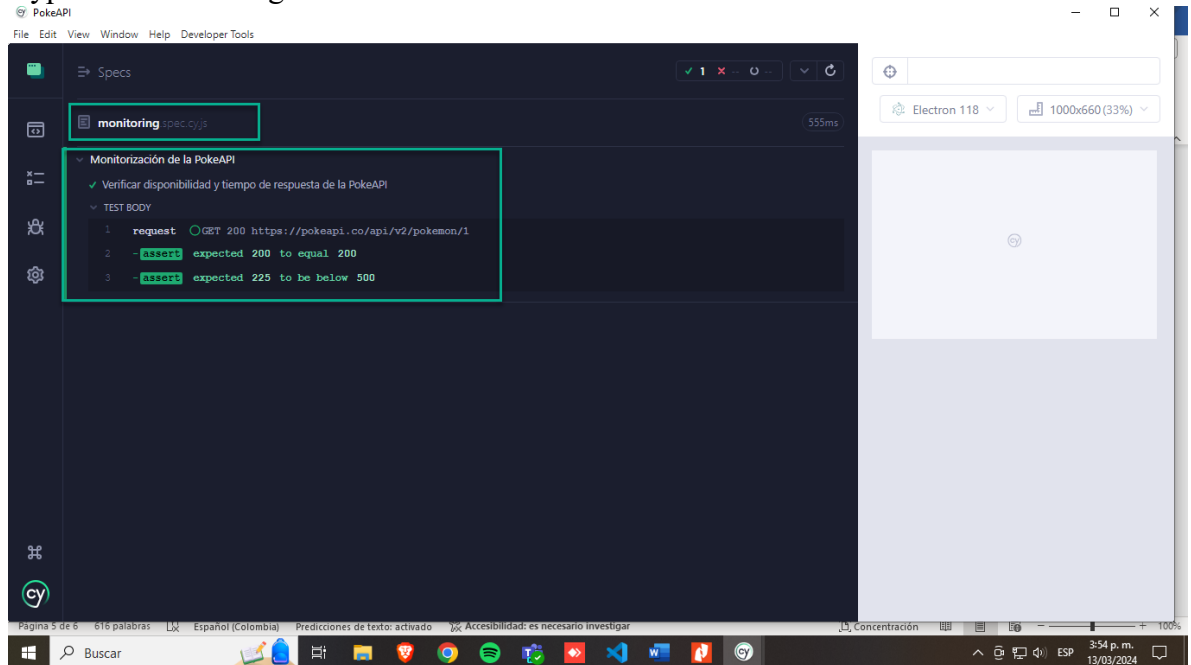 PokeAPI
File Edit View Window Help Developer Tools
Specs
1 -- --
monitoring.spec.cy.js 555ms
Electron 118
1000x660 (33%)
Monitorización de la PokeAPI
Verificar disponibilidad y tiempo de respuesta de la PokeAPI
TEST BODY
1 request GET 200 https://pokeapi.co/api/v2/pokemon/1
2 -assert expected 200 to equal 200
3 -assert expected 225 to be below 500
cy
Página 5 de 6 616 palabras Español (Colombia) Predicciones de texto: activado Accesibilidad: es necesario investigar Concentración 100%
Buscar
ESP
3:54 p. m.
13/03/2024